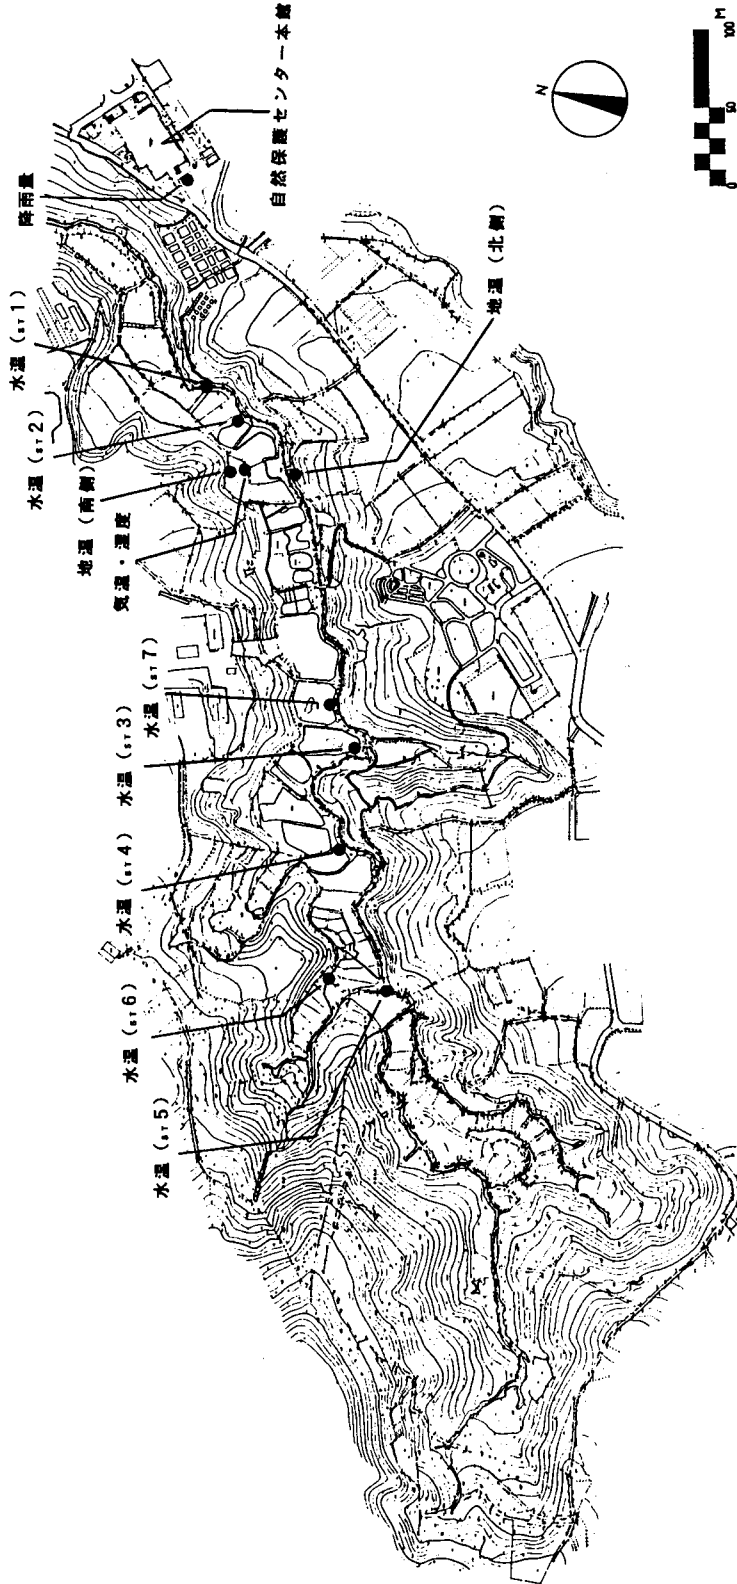 水温 (ST5)
水温 (ST6)
水温 (ST4)
水温 (ST3)
水温 (ST7)
気温・湿度
地温 (南側)
水温 (ST2)
水温 (ST1)
降雨量
自然保護センター本館
地温 (北側)
N
0 50 100 M